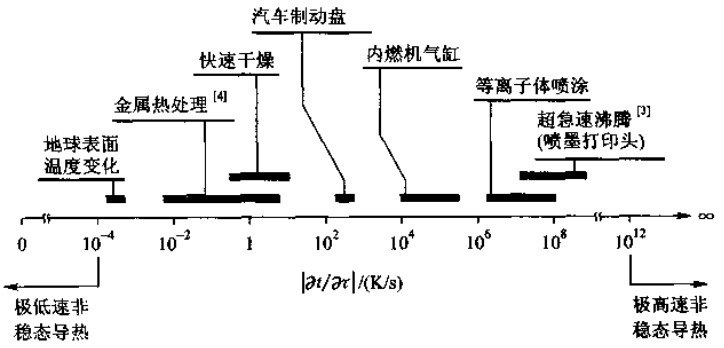 汽车制动盘
快速干燥
内燃机气缸
金属热处理 [4]
等离子体喷涂
超急速沸腾 [3]
(喷墨打印头)
地球表面
温度变化
0 10⁻⁴ 10⁻² 1 10² 10⁴ 10⁶ 10⁸ 10¹² ∞
|∂t/∂τ|/(K/s)
极低速非
稳态导热
极高速非
稳态导热